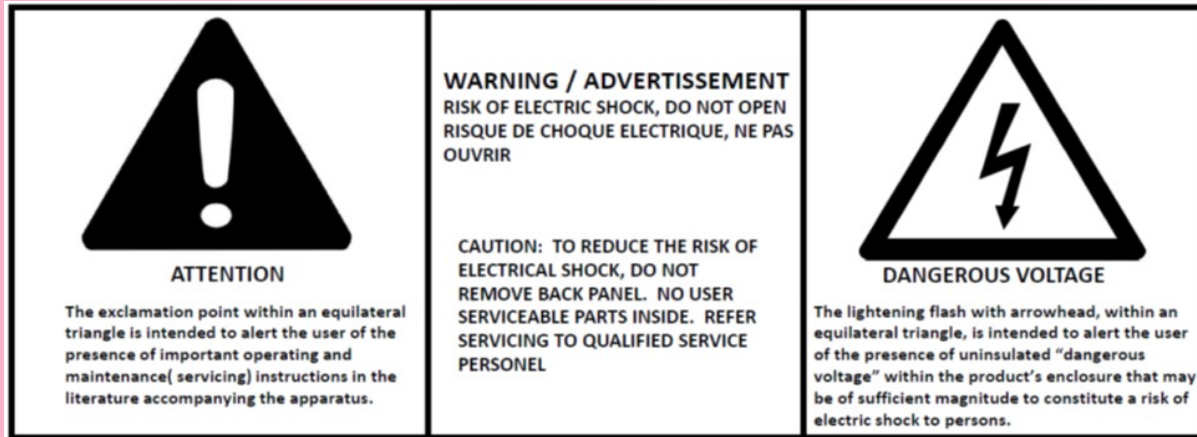 ATTENTION
The exclamation point within an equilateral
triangle is intended to alert the user of the
presence of important operating and
maintenance( servicing) instructions in the
literature accompanying the apparatus.
WARNING / ADVERTISSEMENT
RISK OF ELECTRIC SHOCK, DO NOT OPEN
RISQUE DE CHOQUE ELECTRIQUE, NE PAS
OUVRIR
CAUTION: TO REDUCE THE RISK OF
ELECTRICAL SHOCK, DO NOT
REMOVE BACK PANEL. NO USER
SERVICEABLE PARTS INSIDE. REFER
SERVICING TO QUALIFIED SERVICE
PERSONEL
DANGEROUS VOLTAGE
The lightening flash with arrowhead, within an
equilateral triangle, is intended to alert the user
of the presence of uninsulated “dangerous
voltage” within the product’s enclosure that may
be of sufficient magnitude to constitute a risk of
electric shock to persons.